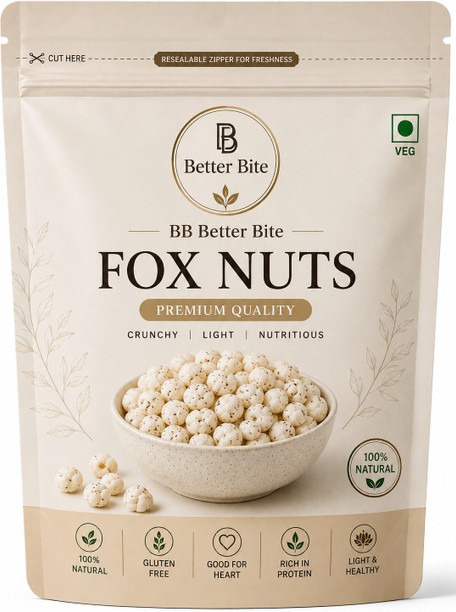 CUT HERE
RESEALABLE ZIPPER FOR FRESHNESS
B
Better Bite
VEG
BB Better Bite
FOX NUTS
PREMIUM QUALITY
CRUNCHY | LIGHT | NUTRITIOUS
100%
NATURAL
100%
NATURAL
GLUTEN
FREE
GOOD FOR
HEART
RICH IN
PROTEIN
LIGHT &
HEALTHY